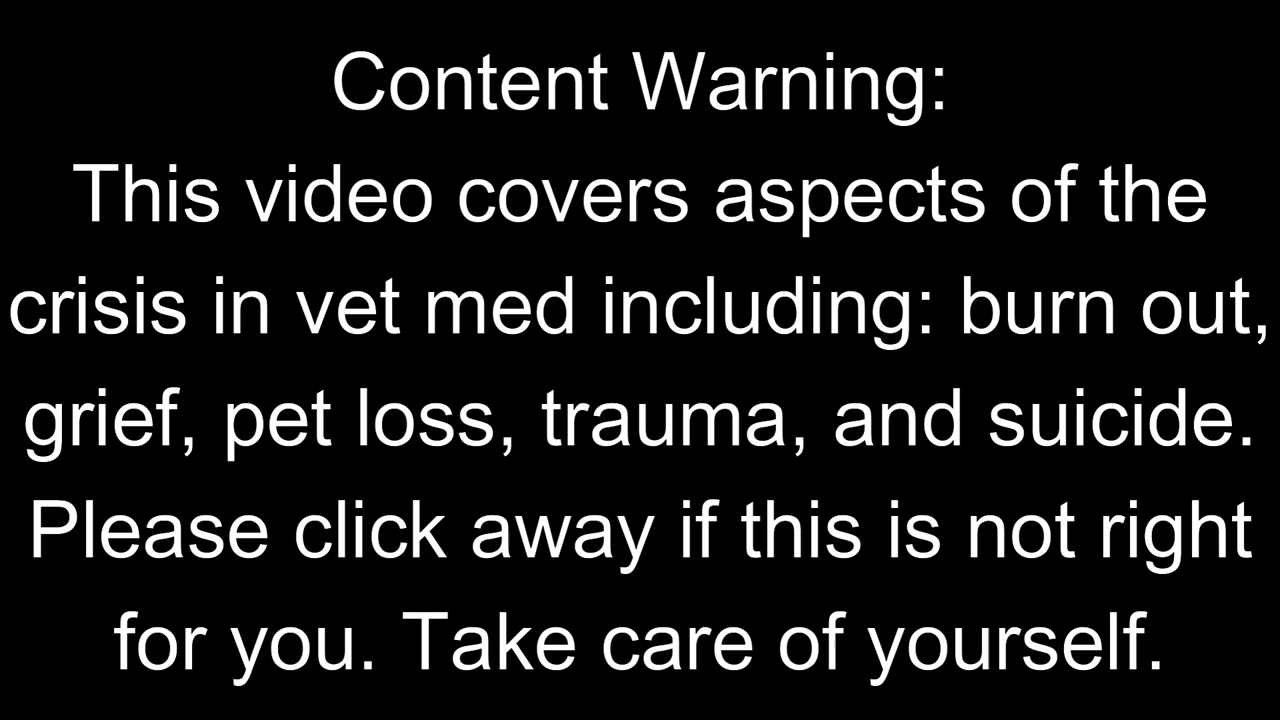 Content Warning:
This video covers aspects of the
crisis in vet med including: burn out,
grief, pet loss, trauma, and suicide.
Please click away if this is not right
for you. Take care of yourself.